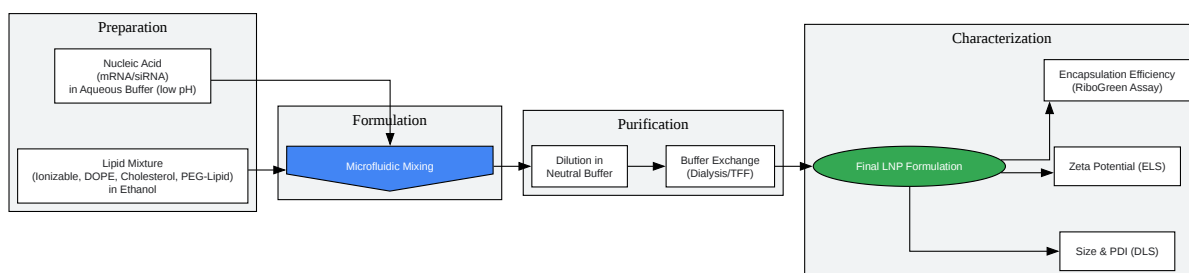 Preparation
Nucleic Acid
(mRNA/siRNA)
in Aqueous Buffer (low pH)
Lipid Mixture
(Ionizable, DOPE, Cholesterol, PEG-Lipid)
in Ethanol
Formulation
Microfluidic Mixing
Purification
Dilution in
Neutral Buffer
Buffer Exchange
(Dialysis/TFF)
Characterization
Final LNP Formulation
Encapsulation Efficiency
(RiboGreen Assay)
Zeta Potential (ELS)
Size & PDI (DLS)